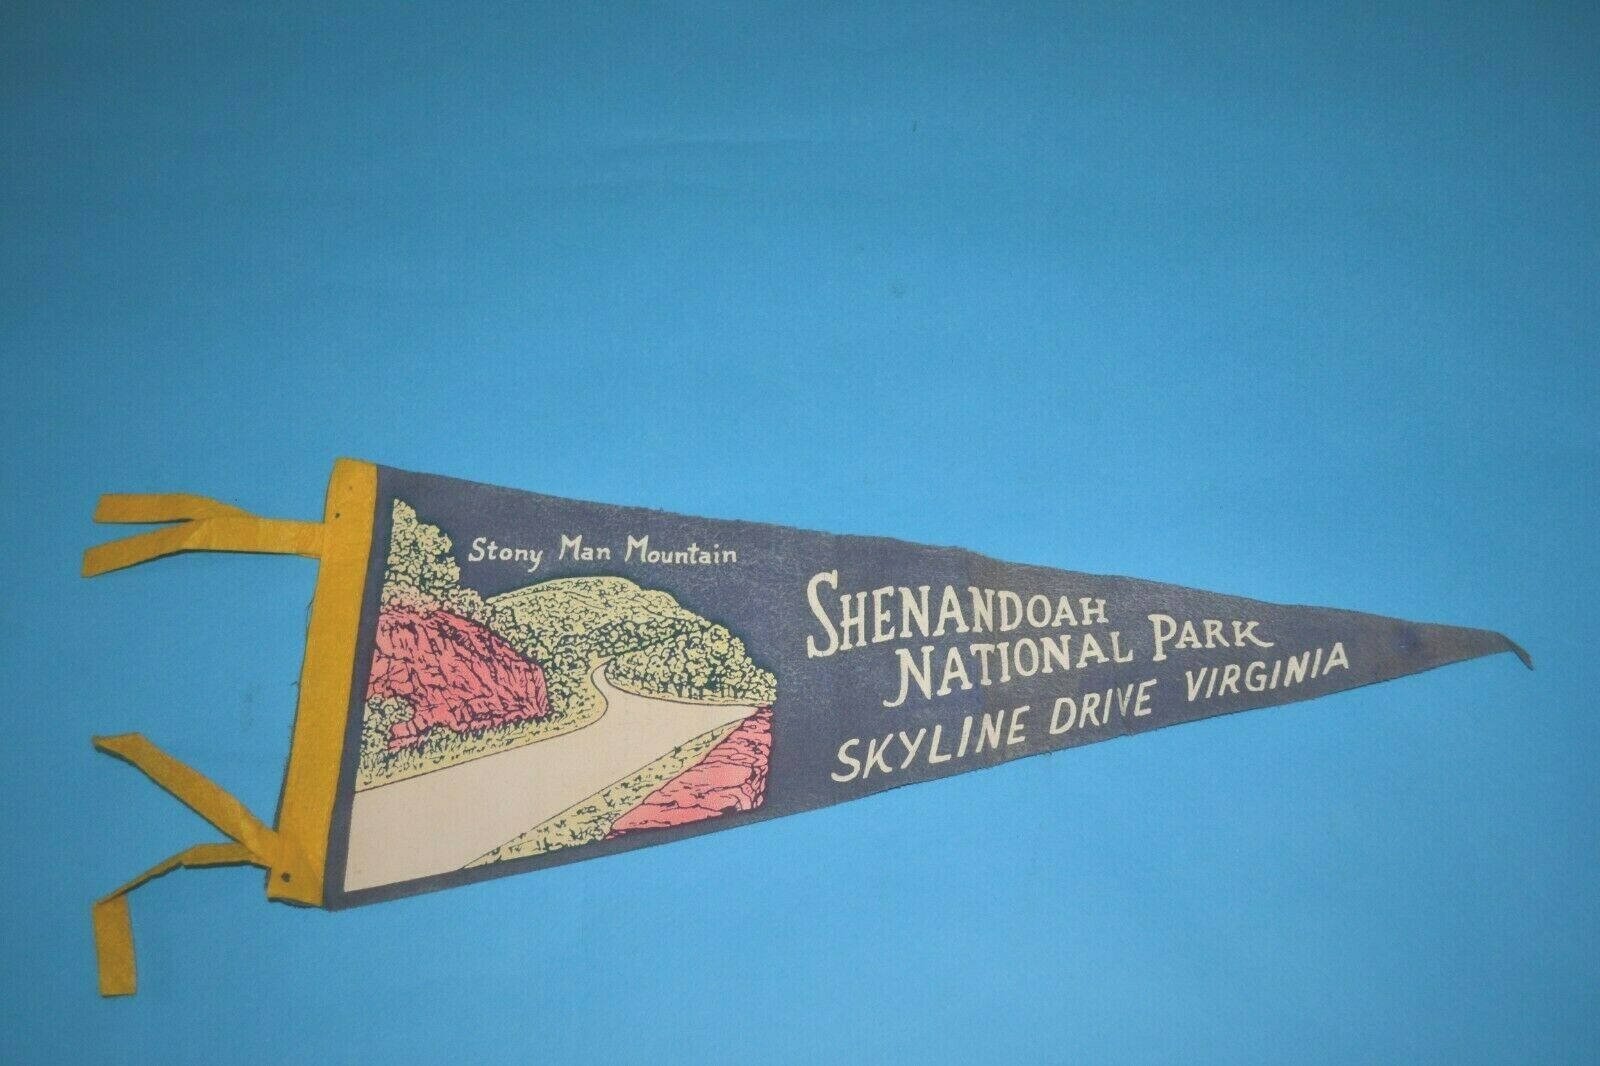 Stony Man Mountain
SHENANDOAH
NATIONAL PARK
SKYLINE DRIVE VIRGINIA